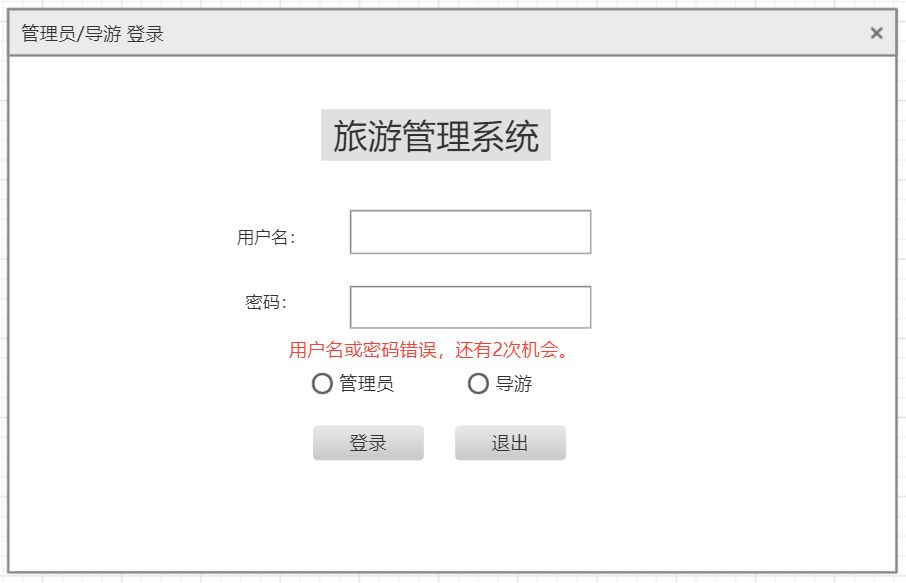 管理员/导游 登录
旅游管理系统
用户名：
密码：
用户名或密码错误，还有2次机会。
管理员 导游
登录 退出